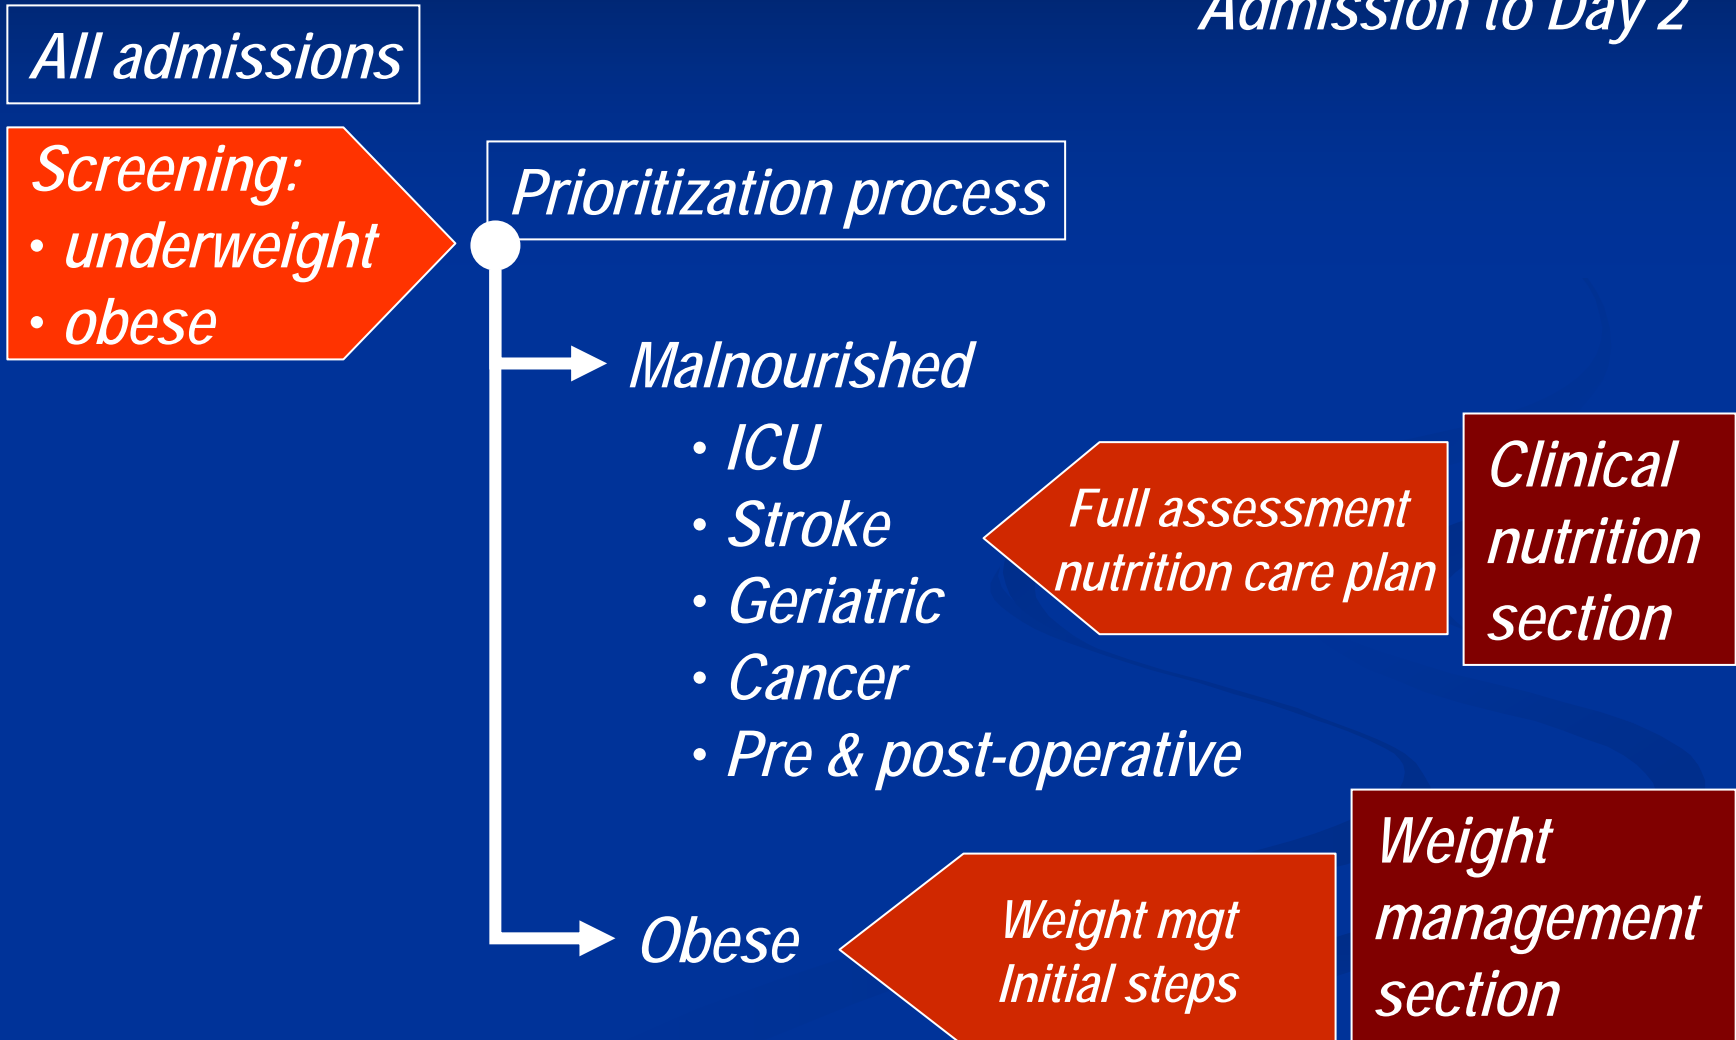 Admission to Day 2
All admissions
Screening:
• underweight
• obese
Prioritization process
Malnourished
• ICU
• Stroke
• Geriatric
• Cancer
• Pre & post-operative
Full assessment
nutrition care plan
Clinical
nutrition
section
Obese
Weight mgt
Initial steps
Weight
management
section